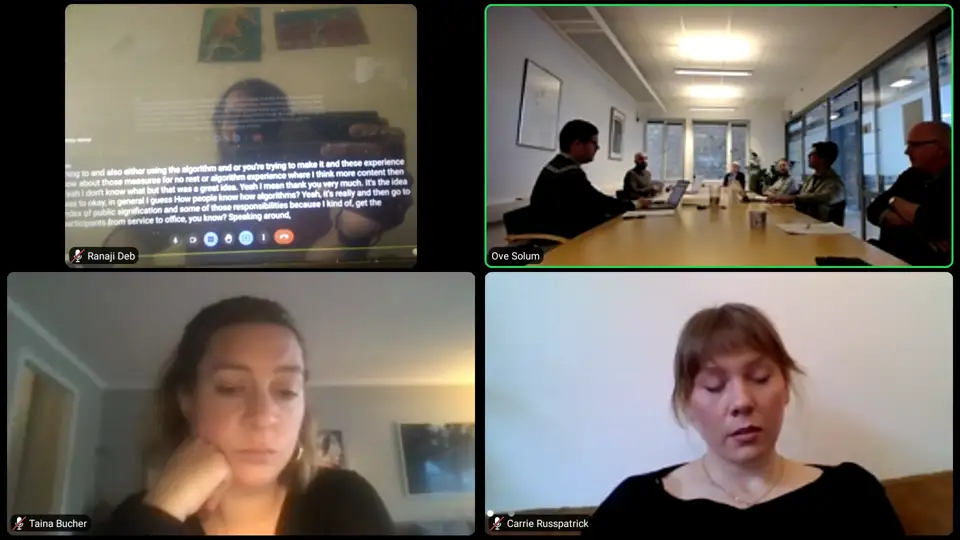 ing to and also either using the algorithm and or you're trying to make it and these experience
ow about those measures for no rest or algorithm experience where I think more content then
eah I don't know what but that was a great idea. Yeah I mean thank you very much. It's the idea
es to okay, in general I guess How people know how algorithms? Yeah, it's really and then go to
ndex of public signification and some of those responsibilities because I kind of, get the
articipants from service to office, you know? Speaking around,
Ranaji Deb
Ove Solum
Taina Bucher
Carrie Russpatrick